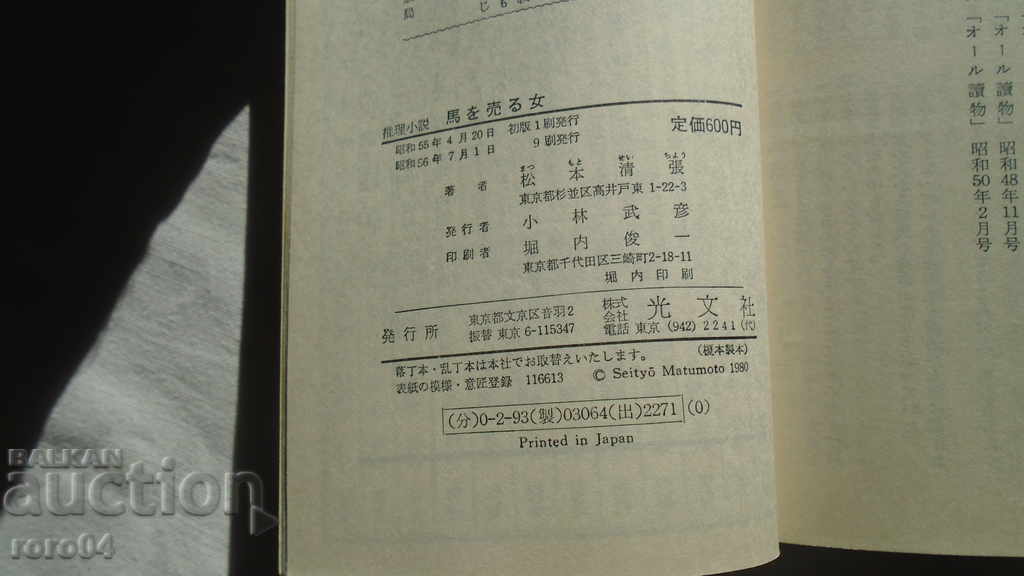 局
推理小説 馬を売る女
昭和55年4月20日 初版1刷発行
昭和56年7月1日 9刷発行
定価600円
まつ もと せい ちょう
著者 松本清張
東京都杉並区高井戸東1-22-3
発行者 小林武彦
印刷者 堀内俊一
東京都千代田区三崎町2-18-11
堀内印刷
発行所 東京都文京区音羽2
振替 東京6-115347
株式会社 光文社
電話 東京(942)2241(代)
落丁本・乱丁本は本社でお取替えいたします。 (榎本製本)
表紙の模様・意匠登録 116613 © Seityō Matumoto 1980
(分)0-2-93(製)03064(出)2271(0)
Printed in Japan
「オール讀物」 昭和48年11月号
「オール讀物」 昭和50年2月号
BALKAN
auction
roro04